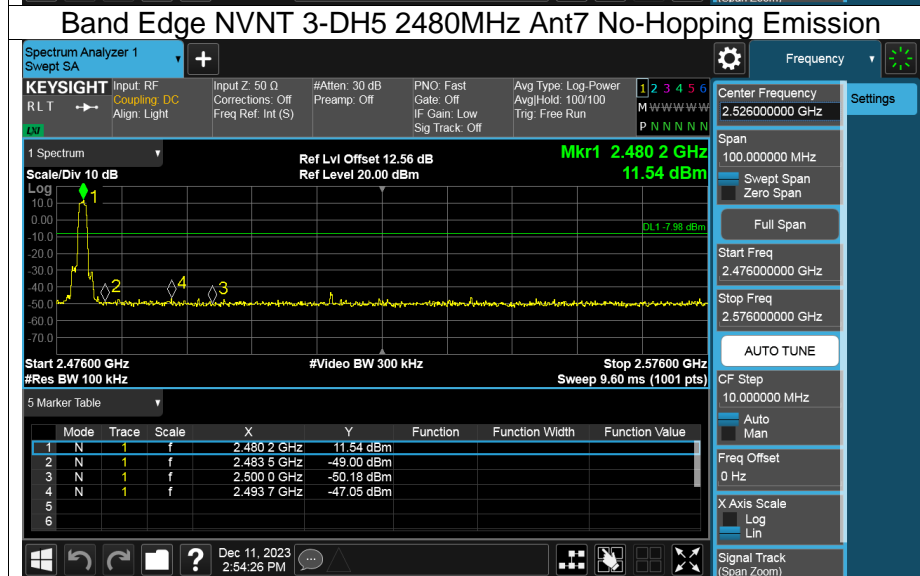 (Span Zoom)
Band Edge NVNT 3-DH5 2480MHz Ant7 No-Hopping Emission
Spectrum Analyzer 1
Swept SA
+
Frequency
KEYSIGHT
Input: RF
Input Z: 50 Ω
#Atten: 30 dB
PNO: Fast
Avg Type: Log-Power
1 2 3 4 5 6
R L T
Coupling: DC
Corrections: Off
Preamp: Off
Gate: Off
Avg|Hold: 100/100
M W W W W W
Align: Light
Freq Ref: Int (S)
IF Gain: Low
Trig: Free Run
Sig Track: Off
P N N N N N
LXI
1 Spectrum
Ref Lvl Offset 12.56 dB
Mkr1 2.480 2 GHz
Scale/Div 10 dB
Ref Level 20.00 dBm
11.54 dBm
Log
10.0
0.00
-10.0
-30.0
-40.0
-50.0
-60.0
-70.0
1
2
4
3
DL1 -7.98 dBm
Start 2.47600 GHz
#Video BW 300 kHz
Stop 2.57600 GHz
#Res BW 100 kHz
Sweep 9.60 ms (1001 pts)
5 Marker Table
Mode Trace Scale X Y Function Function Width Function Value
1 N 1 f 2.480 2 GHz 11.54 dBm
2 N 1 f 2.483 5 GHz -49.00 dBm
3 N 1 f 2.500 0 GHz -50.18 dBm
4 N 1 f 2.493 7 GHz -47.05 dBm
5
6
?
Dec 11, 2023
2:54:26 PM
Center Frequency
2.526000000 GHz
Settings
Span
100.000000 MHz
Swept Span
Zero Span
Full Span
Start Freq
2.476000000 GHz
Stop Freq
2.576000000 GHz
AUTO TUNE
CF Step
10.000000 MHz
Auto
Man
Freq Offset
0 Hz
X Axis Scale
Log
Lin
Signal Track
(Span Zoom)